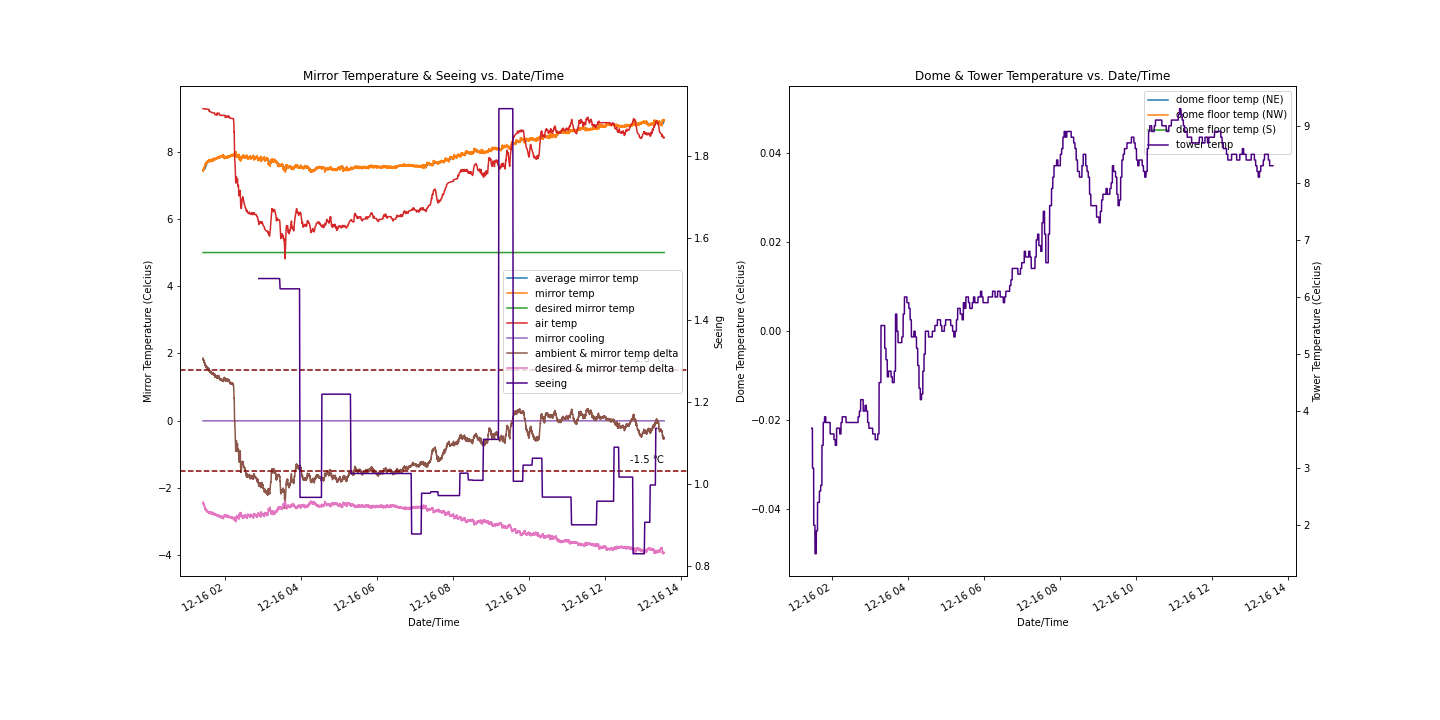 Mirror Temperature & Seeing vs. Date/Time
Mirror Temperature (Celcius)
8
6
4
2
0
−2
−4
1.8
1.6
1.4
1.2
1.0
0.8
Seeing
average mirror temp
mirror temp
desired mirror temp
air temp
mirror cooling
ambient & mirror temp delta
desired & mirror temp delta
seeing
-1.5 °C
12-16 02
12-16 04
12-16 06
12-16 08
12-16 10
12-16 12
12-16 14
Date/Time
Dome & Tower Temperature vs. Date/Time
Dome Temperature (Celcius)
0.04
0.02
0.00
−0.02
−0.04
9
8
7
6
5
4
3
2
Tower Temperature (Celcius)
dome floor temp (NE)
dome floor temp (NW)
dome floor temp (S)
tower temp
12-16 02
12-16 04
12-16 06
12-16 08
12-16 10
12-16 12
12-16 14
Date/Time